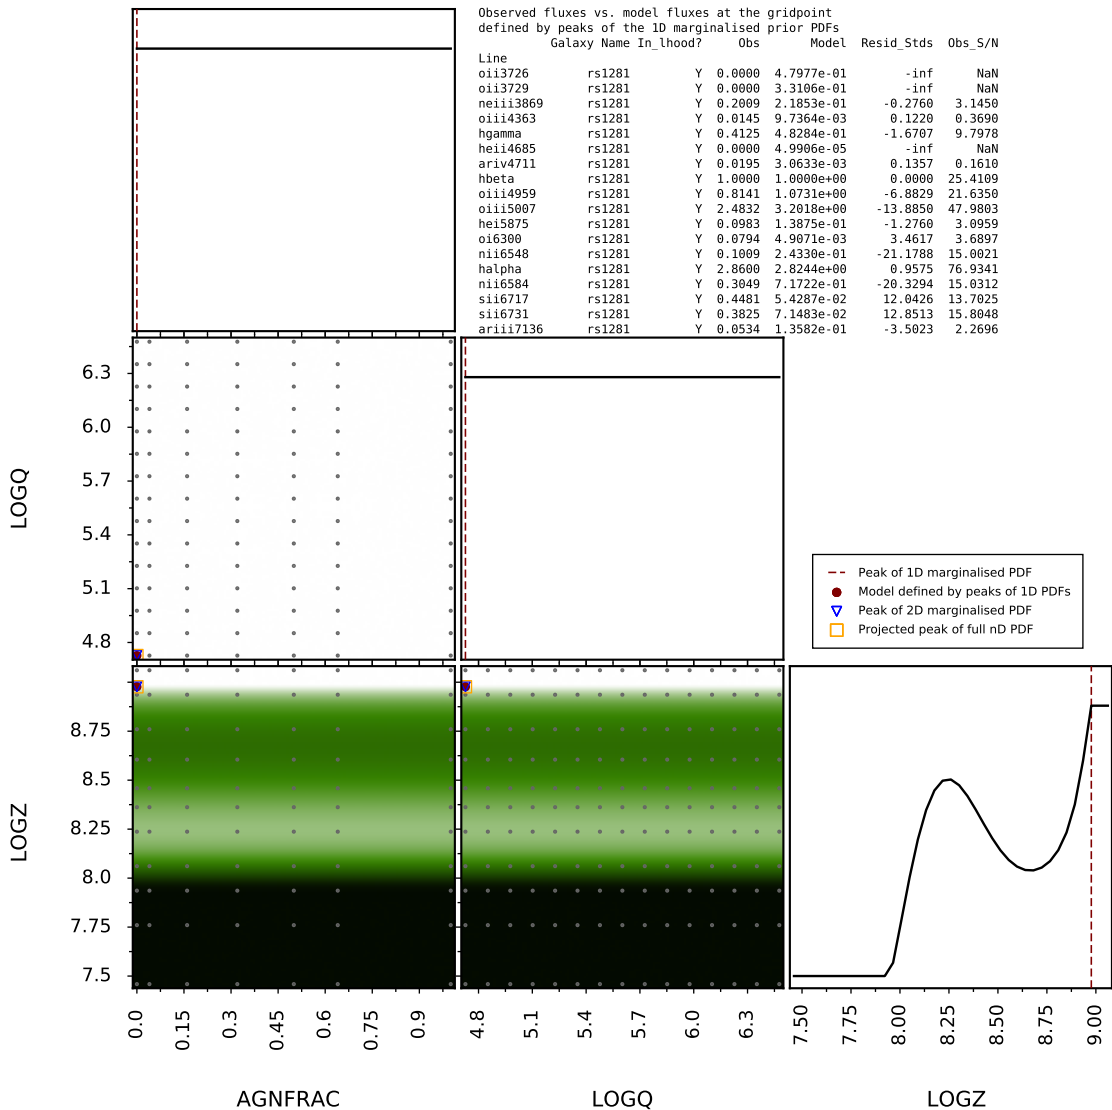 Observed fluxes vs. model fluxes at the gridpoint
defined by peaks of the 1D marginalised prior PDFs
Galaxy Name In_lhood? Obs Model Resid_Stds Obs_S/N
Line
oii3726 rs1281 Y 0.0000 4.7977e-01 -inf NaN
oii3729 rs1281 Y 0.0000 3.3106e-01 -inf NaN
neiii3869 rs1281 Y 0.2009 2.1853e-01 -0.2760 3.1450
oiii4363 rs1281 Y 0.0145 9.7364e-03 0.1220 0.3690
hgamma rs1281 Y 0.4125 4.8284e-01 -1.6707 9.7978
heii4685 rs1281 Y 0.0000 4.9906e-05 -inf NaN
ariv4711 rs1281 Y 0.0195 3.0633e-03 0.1357 0.1610
hbeta rs1281 Y 1.0000 1.0000e+00 0.0000 25.4109
oiii4959 rs1281 Y 0.8141 1.0731e+00 -6.8829 21.6350
oiii5007 rs1281 Y 2.4832 3.2018e+00 -13.8850 47.9803
hei5875 rs1281 Y 0.0983 1.3875e-01 -1.2760 3.0959
oi6300 rs1281 Y 0.0794 4.9071e-03 3.4617 3.6897
nii6548 rs1281 Y 0.1009 2.4330e-01 -21.1788 15.0021
halpha rs1281 Y 2.8600 2.8244e+00 0.9575 76.9341
nii6584 rs1281 Y 0.3049 7.1722e-01 -20.3294 15.0312
sii6717 rs1281 Y 0.4481 5.4287e-02 12.0426 13.7025
sii6731 rs1281 Y 0.3825 7.1483e-02 12.8513 15.8048
ariii7136 rs1281 Y 0.0534 1.3582e-01 -3.5023 2.2696
6.3
6.0
5.7
5.4
5.1
4.8
LOGQ
Peak of 1D marginalised PDF
Model defined by peaks of 1D PDFs
Peak of 2D marginalised PDF
Projected peak of full nD PDF
8.75
8.5
8.25
8.0
7.75
7.5
LOGZ
0.0 0.15 0.3 0.45 0.6 0.75 0.9
4.8 5.1 5.4 5.7 6.0 6.3
7.50 7.75 8.00 8.25 8.50 8.75 9.00
AGNFRAC LOGQ LOGZ